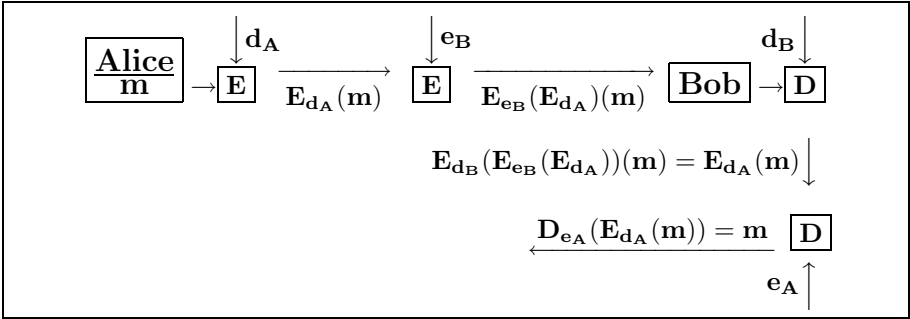 d_A e_B d_B
Alice
m → E → E → Bob → D
E_{d_A}(m) E_{e_B}(E_{d_A})(m)
E_{d_B}(E_{e_B}(E_{d_A}))(m) = E_{d_A}(m)
D_{e_A}(E_{d_A}(m)) = m D
e_A